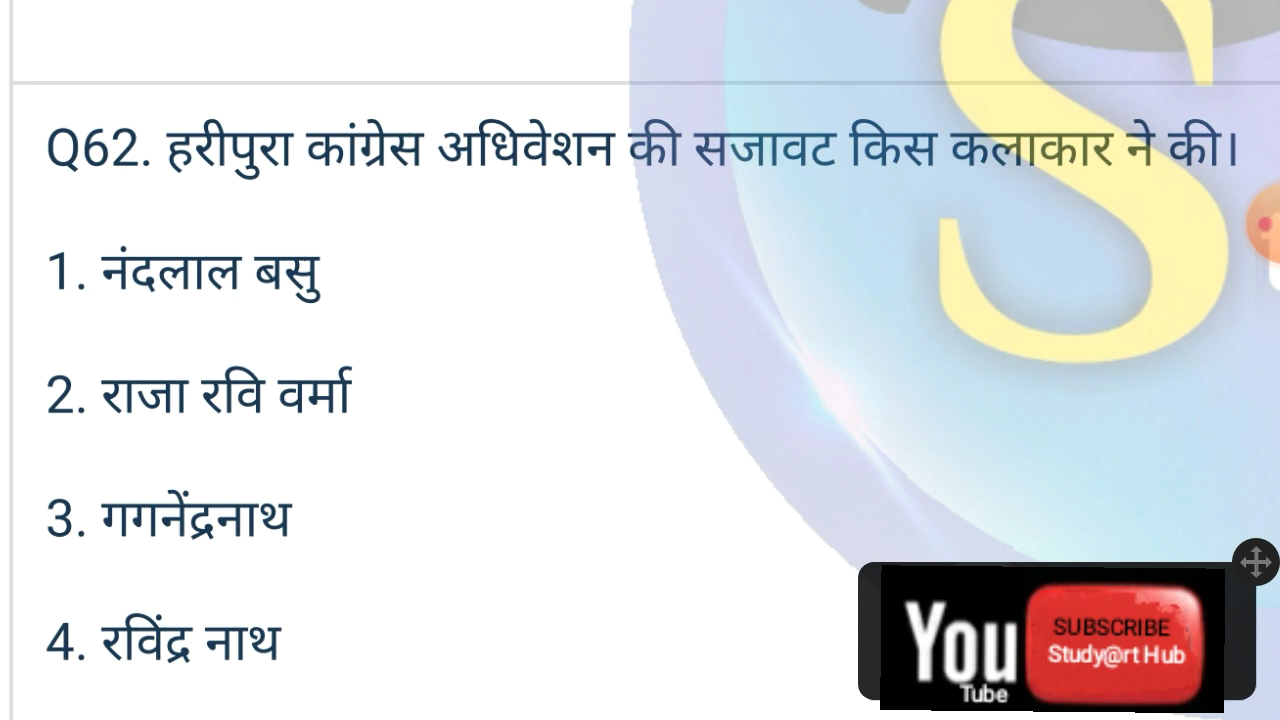 Q62. हरीपुरा कांग्रेस अधिवेशन की सजावट किस कलाकार ने की।
1. नंदलाल बसु
2. राजा रवि वर्मा
3. गगनेंद्रनाथ
4. रविंद्र नाथ
S
You
Tube
SUBSCRIBE
Study@rt Hub